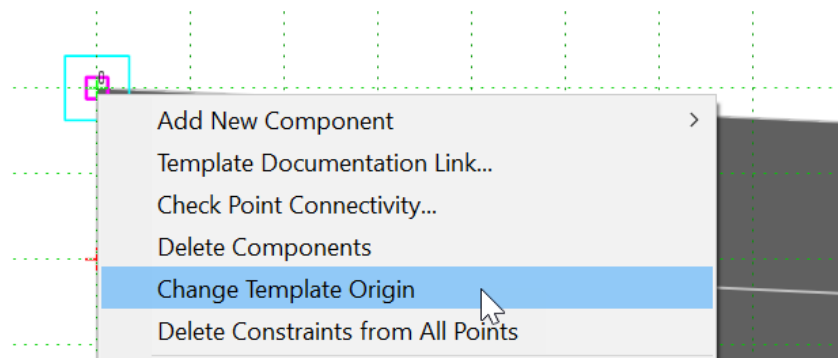 0
Add New Component
Template Documentation Link...
Check Point Connectivity...
Delete Components
Change Template Origin
Delete Constraints from All Points